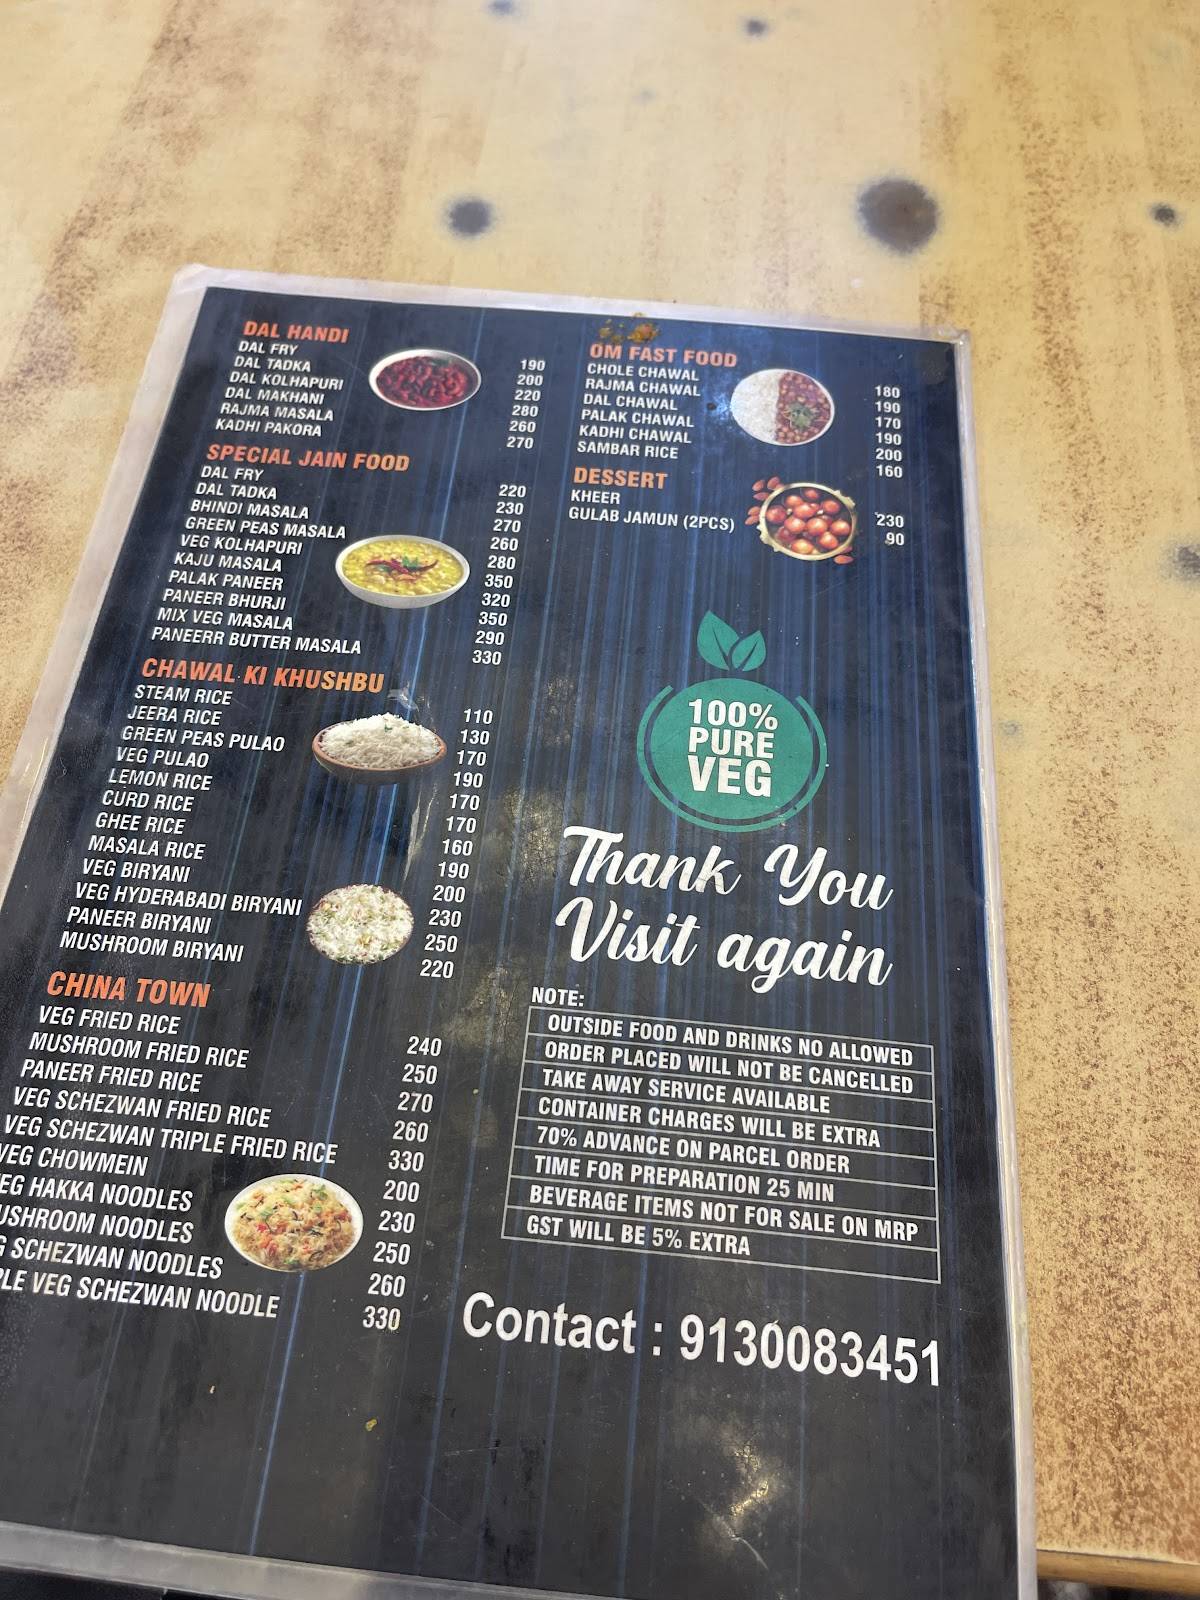 DAL HANDI
DAL FRY 190
DAL TADKA 200
DAL KOLHAPURI 220
DAL MAKHANI 280
RAJMA MASALA 260
KADHI PAKORA 270
SPECIAL JAIN FOOD
DAL FRY 220
DAL TADKA 230
BHINDI MASALA 270
GREEN PEAS MASALA 260
VEG KOLHAPURI 280
KAJU MASALA 350
PALAK PANEER 320
PANEER BHURJI 350
MIX VEG MASALA 290
PANEERR BUTTER MASALA 330
CHAWAL KI KHUSHBU
STEAM RICE 110
JEERA RICE 130
GREEN PEAS PULAO 170
VEG PULAO 190
LEMON RICE 170
CURD RICE 170
GHEE RICE 160
MASALA RICE 190
VEG BIRYANI 200
VEG HYDERABADI BIRYANI 230
PANEER BIRYANI 250
MUSHROOM BIRYANI 220
CHINA TOWN
VEG FRIED RICE 240
MUSHROOM FRIED RICE 250
PANEER FRIED RICE 270
VEG SCHEZWAN FRIED RICE 260
VEG SCHEZWAN TRIPLE FRIED RICE 330
VEG CHOWMEIN 200
EG HAKKA NOODLES 230
USHROOM NOODLES 250
G SCHEZWAN NOODLES 260
PLE VEG SCHEZWAN NOODLE 330
OM FAST FOOD
CHOLE CHAWAL 180
RAJMA CHAWAL 190
DAL CHAWAL 170
PALAK CHAWAL 190
KADHI CHAWAL 200
SAMBAR RICE 160
DESSERT
KHEER 230
GULAB JAMUN (2PCS) 90
100%
PURE
VEG
Thank You
Visit again
NOTE:
OUTSIDE FOOD AND DRINKS NO ALLOWED
ORDER PLACED WILL NOT BE CANCELLED
TAKE AWAY SERVICE AVAILABLE
CONTAINER CHARGES WILL BE EXTRA
70% ADVANCE ON PARCEL ORDER
TIME FOR PREPARATION 25 MIN
BEVERAGE ITEMS NOT FOR SALE ON MRP
GST WILL BE 5% EXTRA
Contact : 9130083451